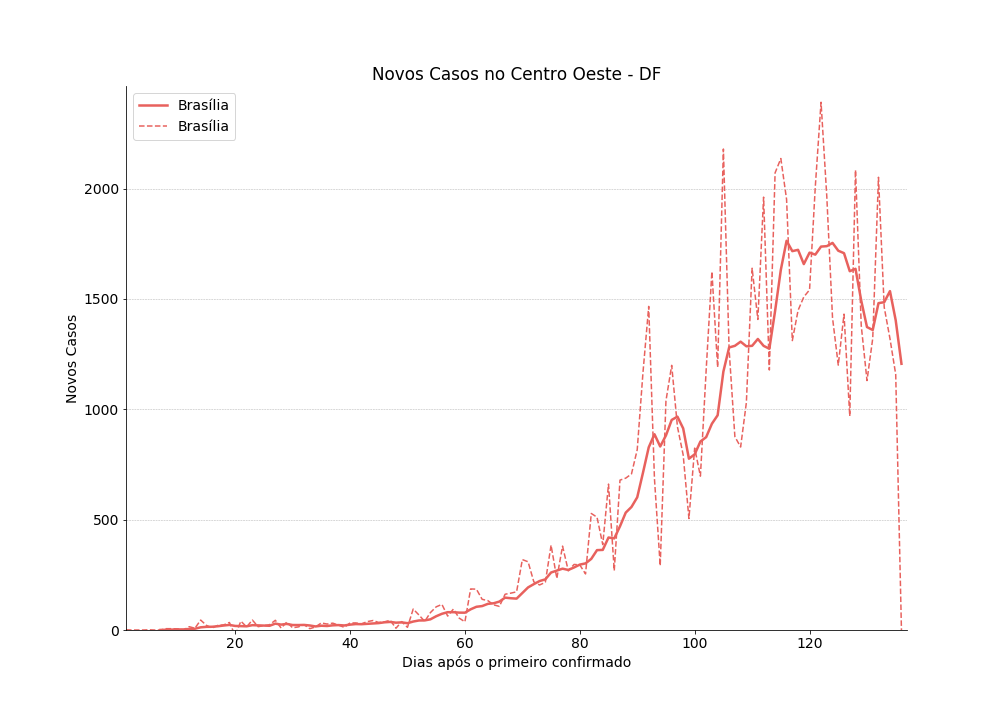 Novos Casos no Centro Oeste - DF
Brasília
Brasília
Novos Casos
2000
1500
1000
500
0
20 40 60 80 100 120
Dias após o primeiro confirmado